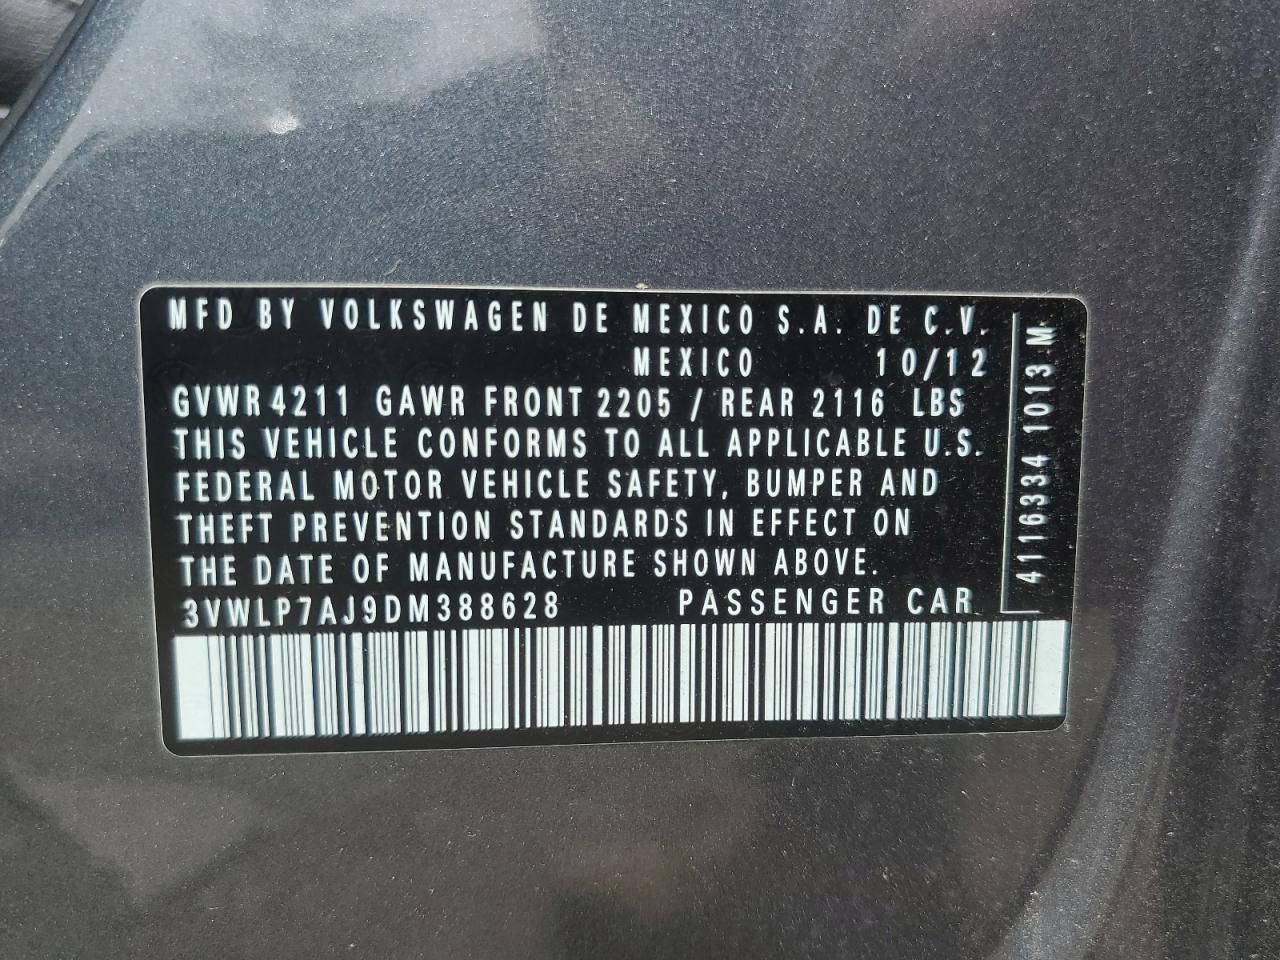 MFD BY VOLKSWAGEN DE MEXICO S.A. DE C.V.
MEXICO 10/12
GVWR 4211 GAWR FRONT 2205 / REAR 2116 LBS
THIS VEHICLE CONFORMS TO ALL APPLICABLE U.S.
FEDERAL MOTOR VEHICLE SAFETY, BUMPER AND
THEFT PREVENTION STANDARDS IN EFFECT ON
THE DATE OF MANUFACTURE SHOWN ABOVE.
3VWLP7AJ9DM388628 PASSENGER CAR
4116334 1013 M